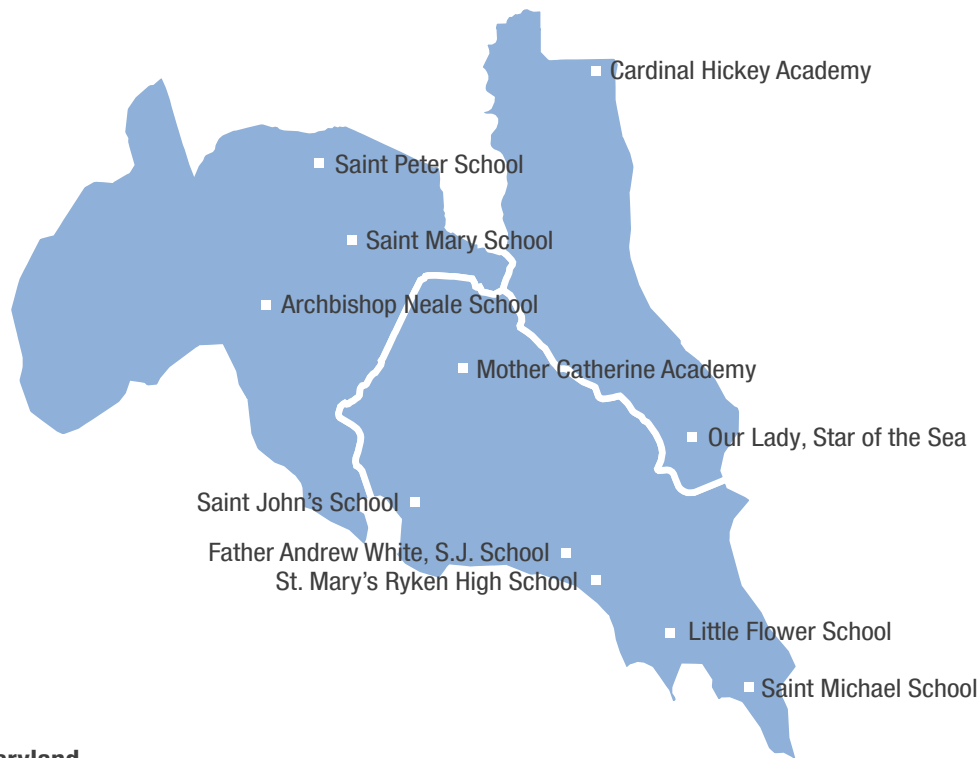 Cardinal Hickey Academy
Saint Peter School
Saint Mary School
Archbishop Neale School
Mother Catherine Academy
Our Lady, Star of the Sea
Saint John’s School
Father Andrew White, S.J. School
St. Mary’s Ryken High School
Little Flower School
Saint Michael School